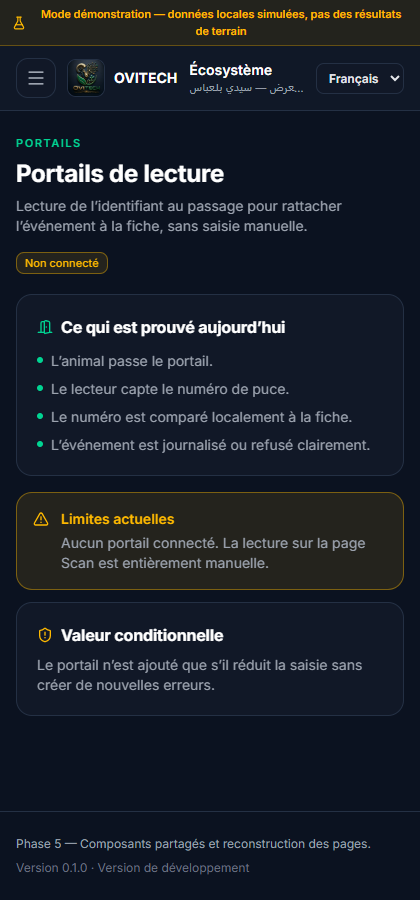 Mode démonstration — données locales simulées, pas des résultats
de terrain
OVITECH
OVITECH
Écosystème
...عرض — سيدي بلعباس
Français
PORTAILS
Portails de lecture
Lecture de l’identifiant au passage pour rattacher
l’événement à la fiche, sans saisie manuelle.
Non connecté
Ce qui est prouvé aujourd’hui
L’animal passe le portail.
Le lecteur capte le numéro de puce.
Le numéro est comparé localement à la fiche.
L’événement est journalisé ou refusé clairement.
Limites actuelles
Aucun portail connecté. La lecture sur la page
Scan est entièrement manuelle.
Valeur conditionnelle
Le portail n’est ajouté que s’il réduit la saisie sans
créer de nouvelles erreurs.
Phase 5 — Composants partagés et reconstruction des pages.
Version 0.1.0 · Version de développement